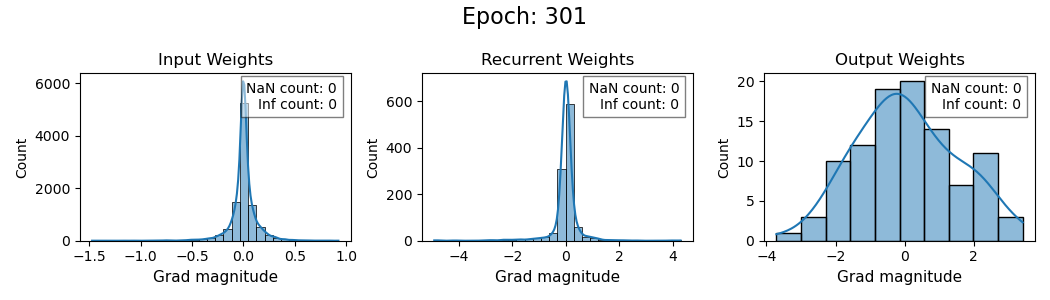 Epoch: 301
Input Weights
Recurrent Weights
Output Weights
NaN count: 0
Inf count: 0
NaN count: 0
Inf count: 0
NaN count: 0
Inf count: 0
Count
6000
4000
2000
0
−1.5
−1.0
−0.5
0.0
0.5
1.0
Grad magnitude
Count
600
400
200
0
−4
−2
0
2
4
Grad magnitude
Count
20
15
10
5
0
−4
−2
0
2
Grad magnitude